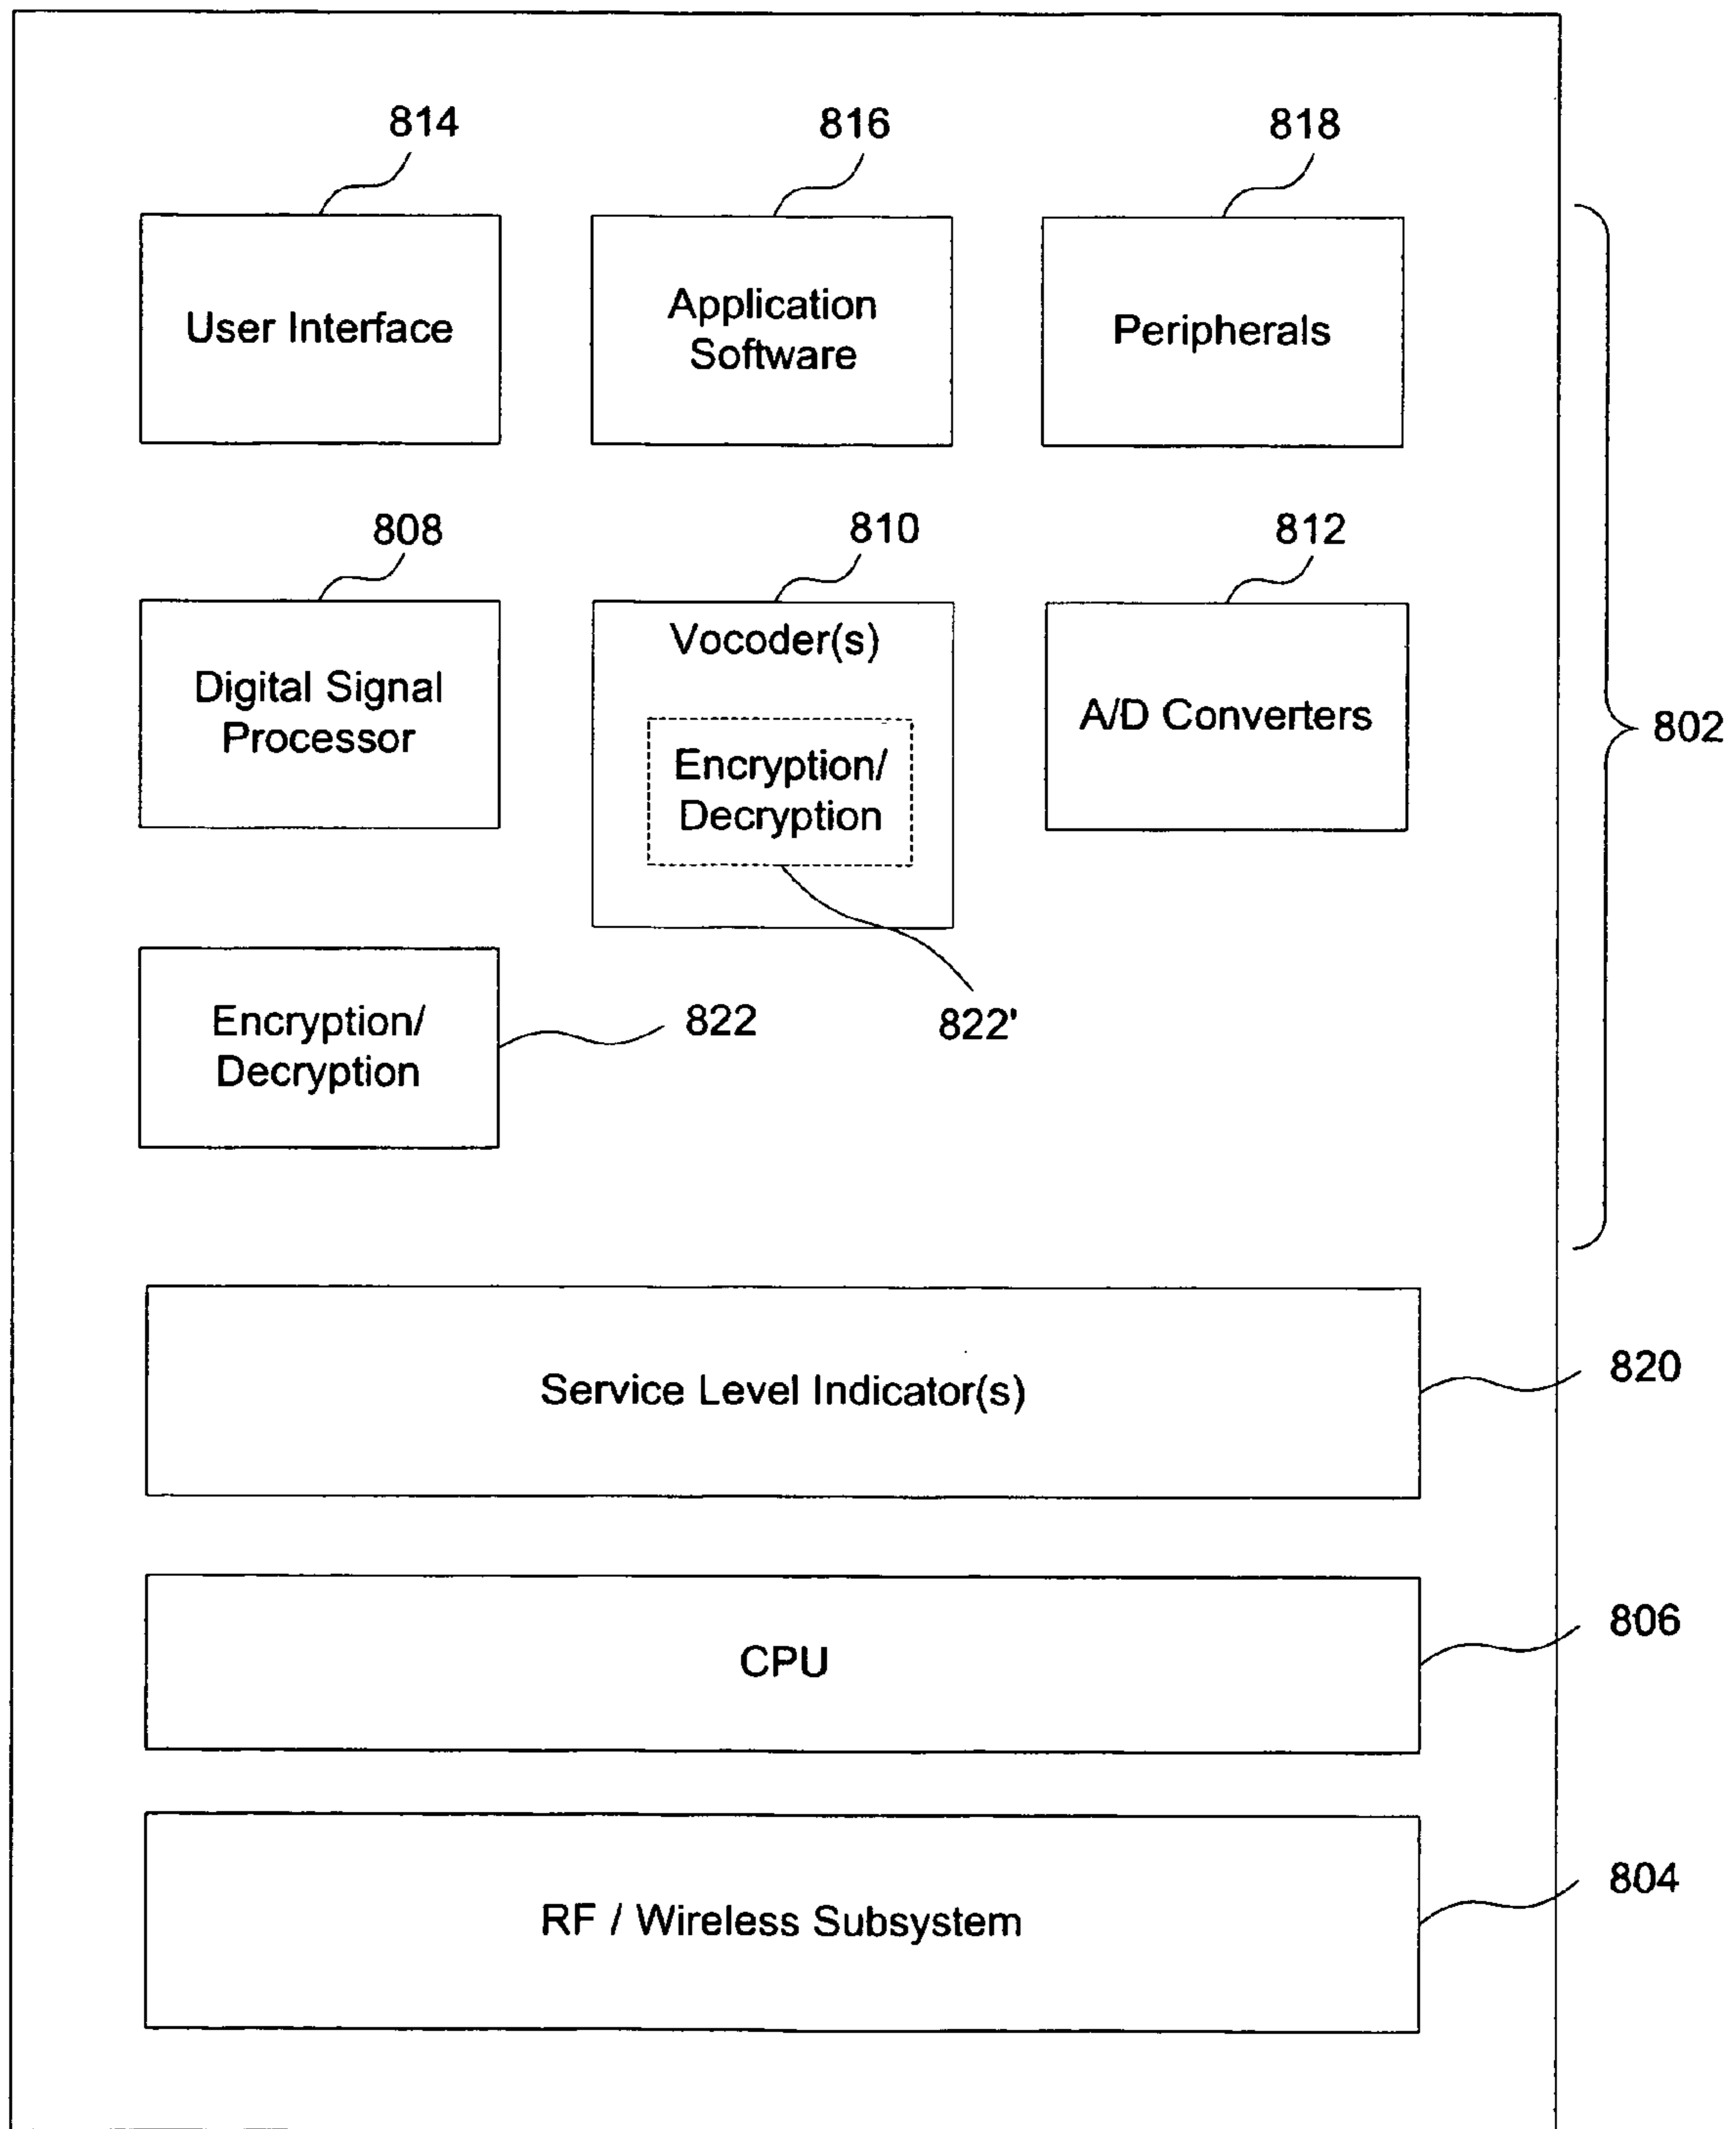 814
816
818
User Interface
Application
Software
Peripherals
808
810
812
Digital Signal
Processor
Vocoder(s)
Encryption/
Decryption
A/D Converters
802
Encryption/
Decryption
822
822'
Service Level Indicator(s)
820
CPU
806
RF / Wireless Subsystem
804